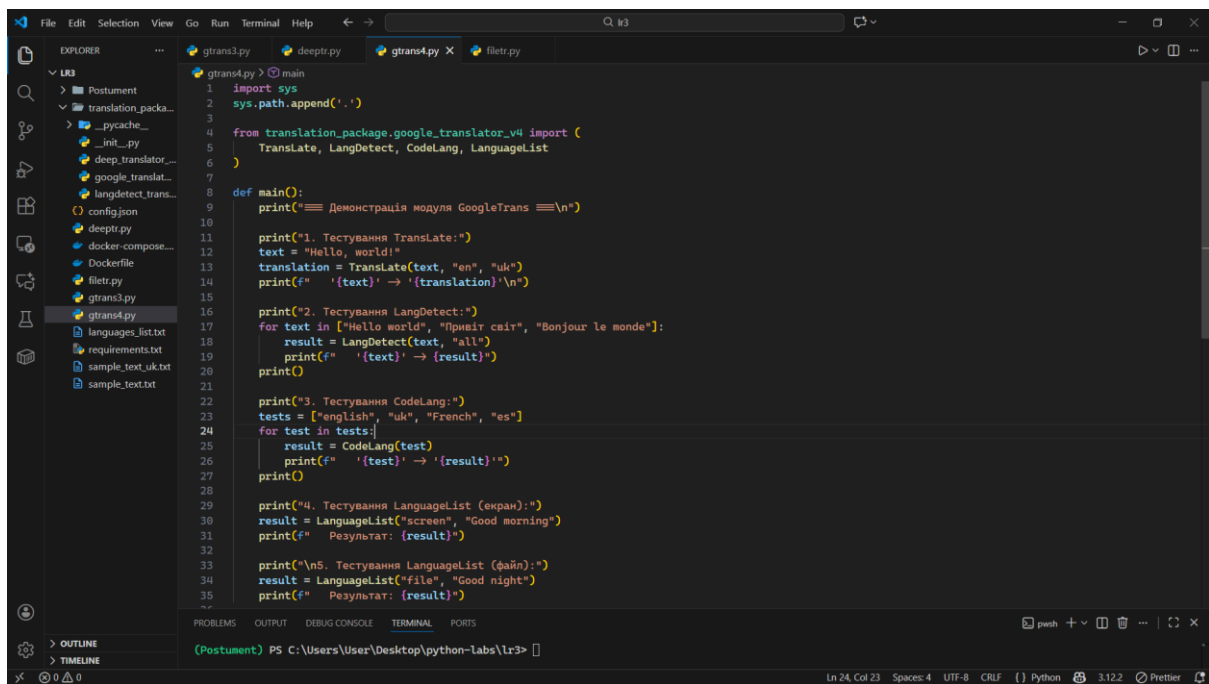 File Edit Selection View Go Run Terminal Help
lr3
EXPLORER
gtrans3.py
deeptr.py
gtrans4.py
filetr.py
LR3
Postument
translation_packa...
__pycache__
__init__.py
deep_translator_...
google_translat...
langdetect_trans...
config.json
deeptr.py
docker-compose....
Dockerfile
filetr.py
gtrans3.py
gtrans4.py
languages_list.txt
requirements.txt
sample_text_uk.txt
sample_text.txt
OUTLINE
TIMELINE
gtrans4.py > main
1 import sys
2 sys.path.append('.')
3
4 from translation_package.google_translator_v4 import (
5 TransLate, LangDetect, CodeLang, LanguageList
6 )
7
8 def main():
9 print("=== Демонстрація модуля GoogleTrans ===\n")
10
11 print("1. Тестування TransLate:")
12 text = "Hello, world!"
13 translation = TransLate(text, "en", "uk")
14 print(f" '{text}' → '{translation}'\n")
15
16 print("2. Тестування LangDetect:")
17 for text in ["Hello world", "Привіт світ", "Bonjour le monde"]:
18 result = LangDetect(text, "all")
19 print(f" '{text}' → {result}")
20 print()
21
22 print("3. Тестування CodeLang:")
23 tests = ["english", "uk", "French", "es"]
24 for test in tests:
25 result = CodeLang(test)
26 print(f" '{test}' → '{result}'")
27 print()
28
29 print("4. Тестування LanguageList (екран):")
30 result = LanguageList("screen", "Good morning")
31 print(f" Результат: {result}")
32
33 print("\n5. Тестування LanguageList (файл):")
34 result = LanguageList("file", "Good night")
35 print(f" Результат: {result}")
PROBLEMS OUTPUT DEBUG CONSOLE TERMINAL PORTS
pwsh
(Postument) PS C:\Users\User\Desktop\python-labs\lr3>
0 0
Ln 24, Col 23 Spaces: 4 UTF-8 CRLF { } Python 3.12.2 Prettier